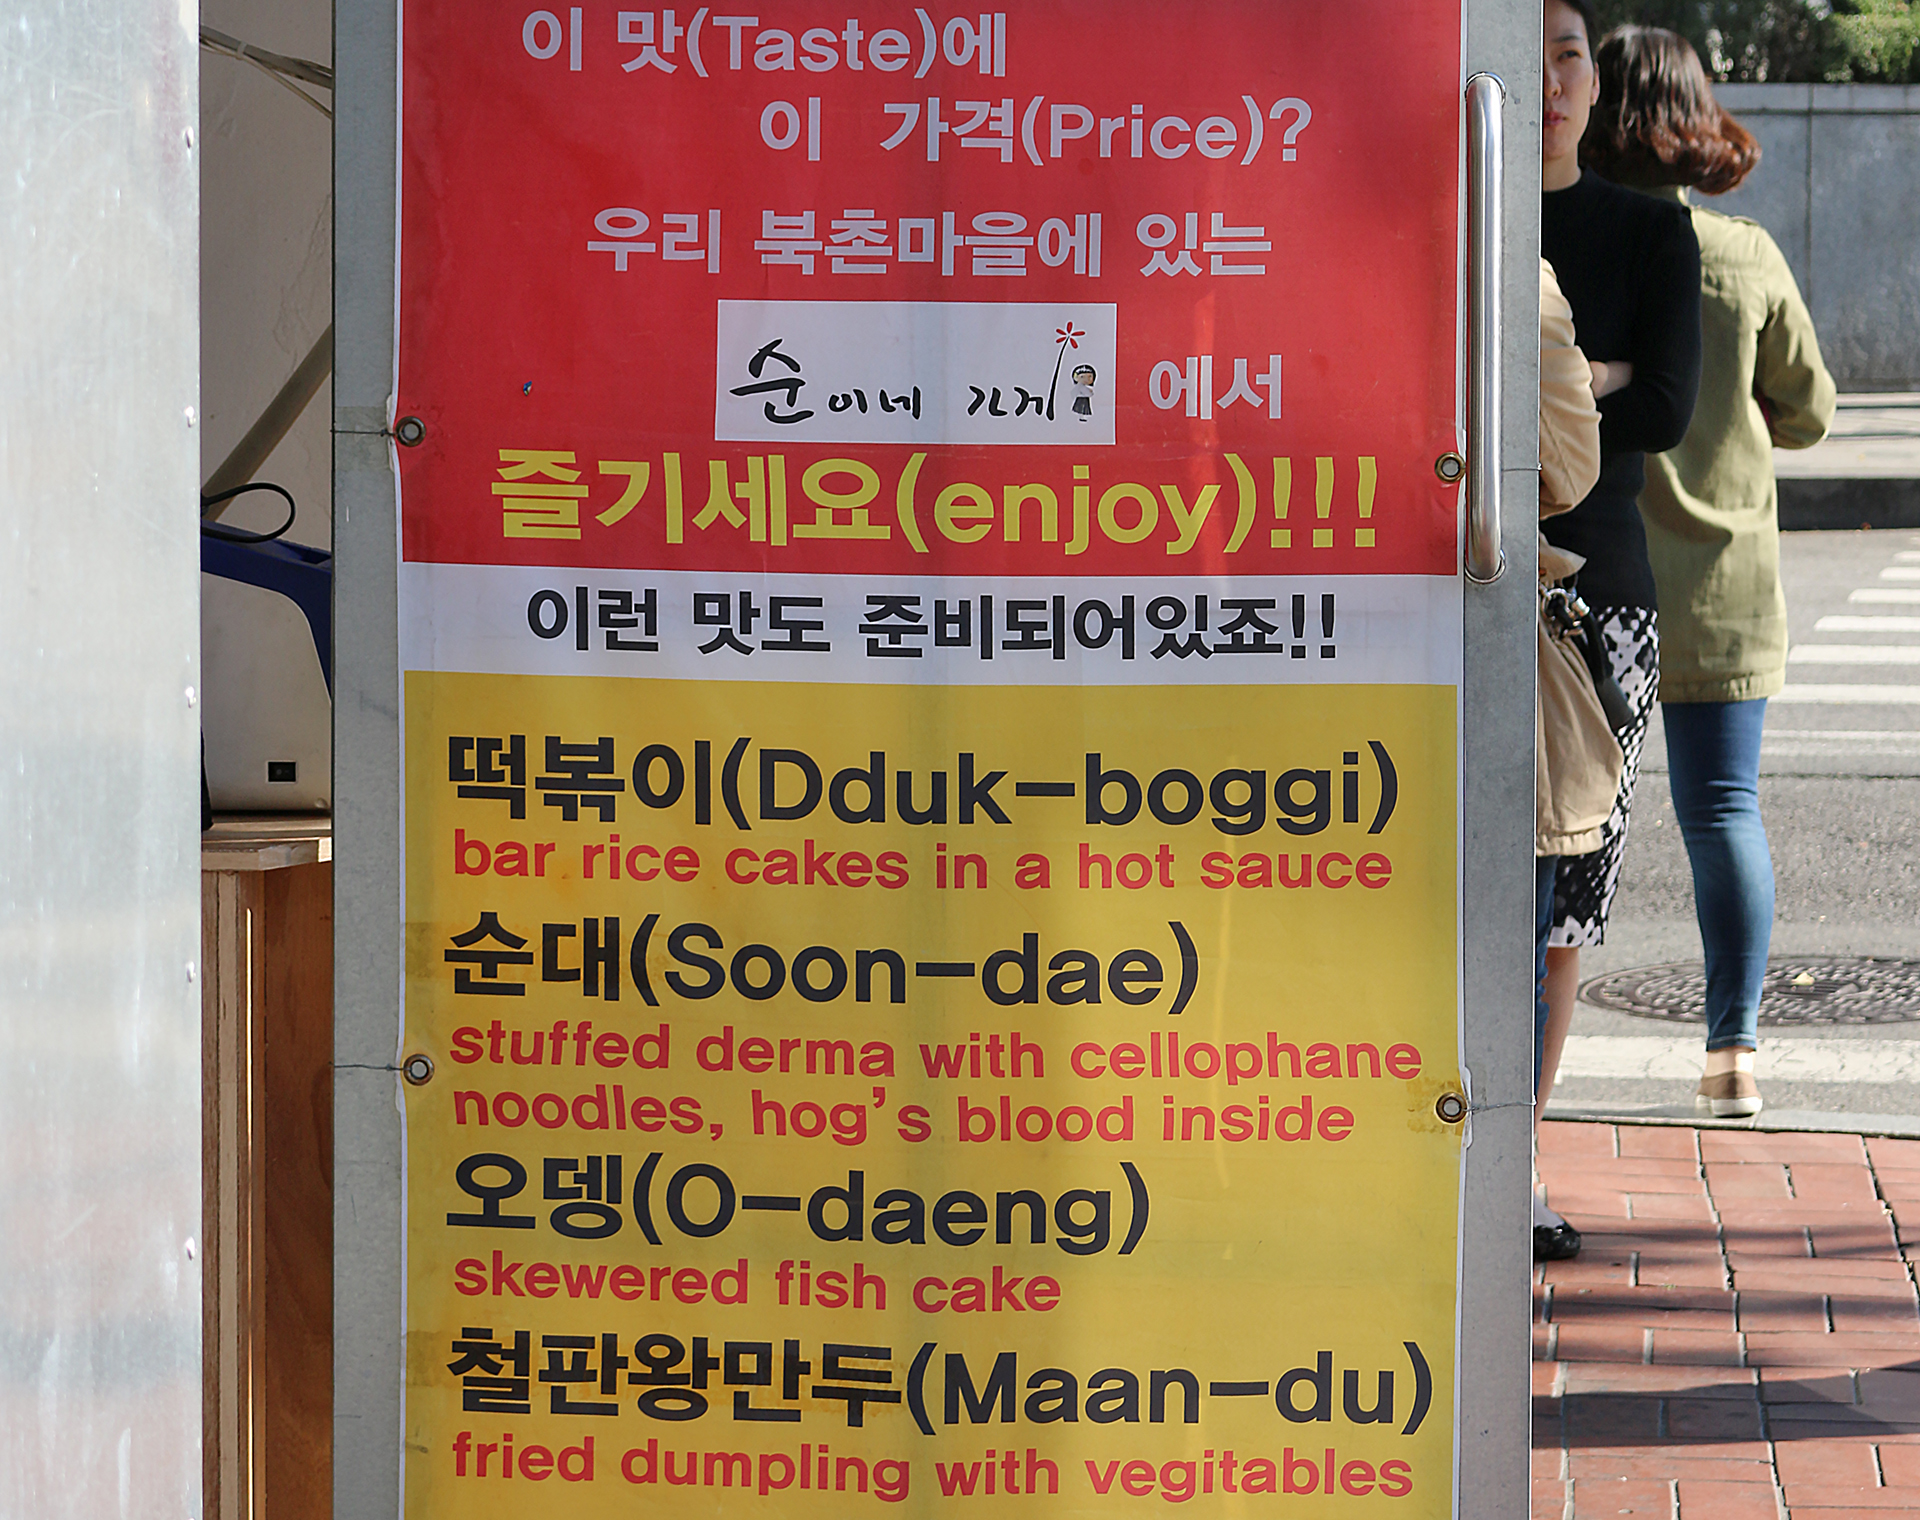 이 맛(Taste)에
이 가격(Price)?
우리 북촌마을에 있는
순이네 가게 에서
즐기세요(enjoy)!!!
이런 맛도 준비되어있죠!!
떡볶이(Dduk-boggi)
bar rice cakes in a hot sauce
순대(Soon-dae)
stuffed derma with cellophane
noodles, hog's blood inside
오뎅(O-daeng)
skewered fish cake
철판왕만두(Maan-du)
fried dumpling with vegitables